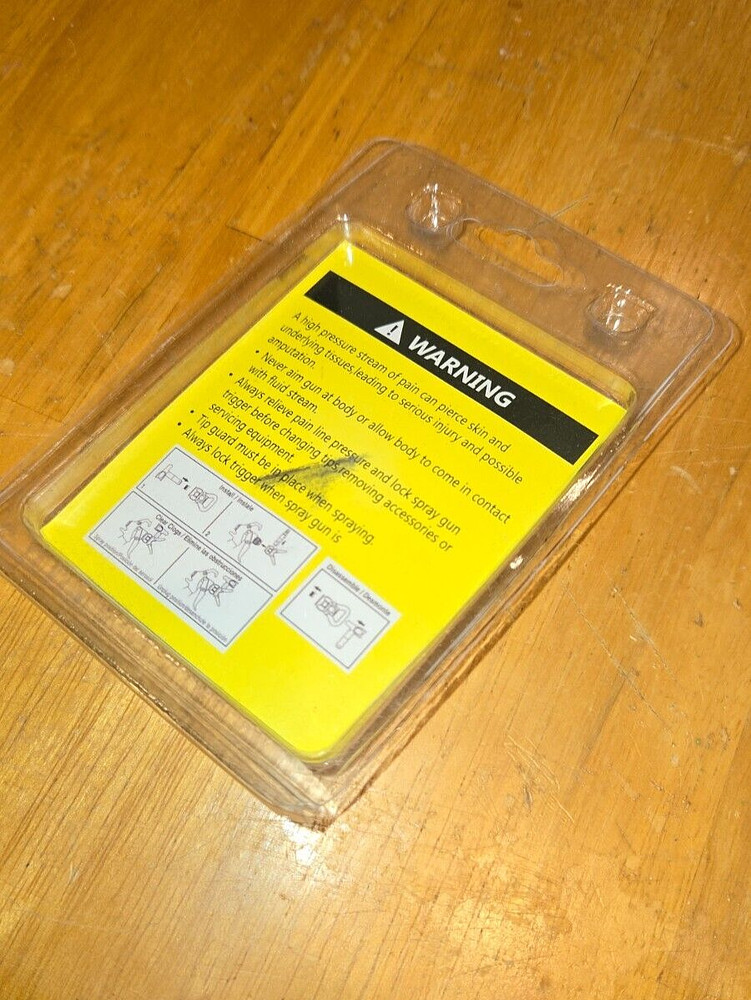 WARNING
A high pressure stream of pain can pierce skin and
underlying tissues,leading to serious injury and possible
amputation.
• Never aim gun at body or allow body to come in contact
with fluid stream.
• Always relieve pain line pressure and lock spray gun
trigger before changing tips,removing accessories or
servicing equipment.
• Tip guard must be in place when spraying.
• Always lock trigger when spray gun is
Install / Instale
1
2
Clear Clogs / Elimine las obstrucciones
Disassemble / Desmonte